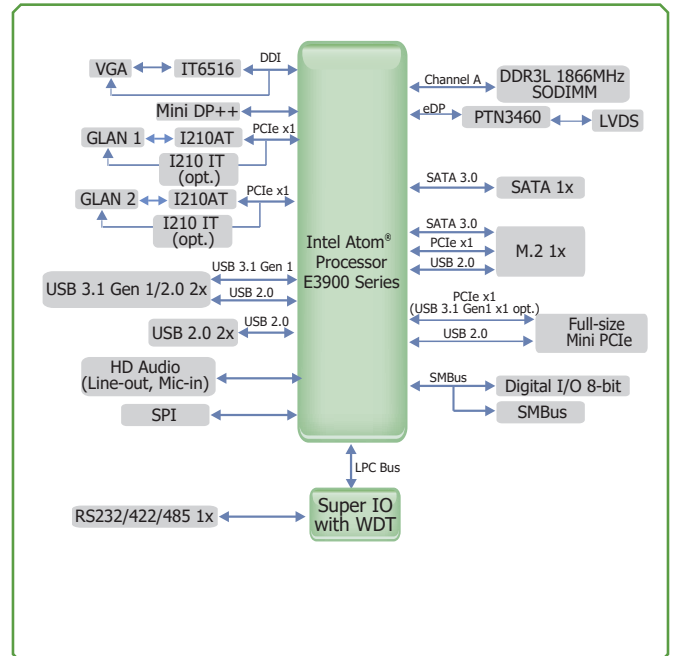 VGA
IT6516
DDI
Mini DP++
GLAN 1
I210AT
PCIe x1
I210 IT
(opt.)
GLAN 2
I210AT
PCIe x1
I210 IT
(opt.)
USB 3.1 Gen 1/2.0 2x
USB 3.1 Gen 1
USB 2.0
USB 2.0 2x
USB 2.0
HD Audio
(Line-out, Mic-in)
SPI
Intel Atom®
Processor
E3900 Series
Channel A
DDR3L 1866MHz
SODIMM
eDP
PTN3460
LVDS
SATA 3.0
SATA 1x
SATA 3.0
PCIe x1
USB 2.0
M.2 1x
PCIe x1
(USB 3.1 Gen1 x1 opt.)
USB 2.0
Full-size
Mini PCIe
SMBus
Digital I/O 8-bit
SMBus
LPC Bus
Super IO
with WDT
RS232/422/485 1x